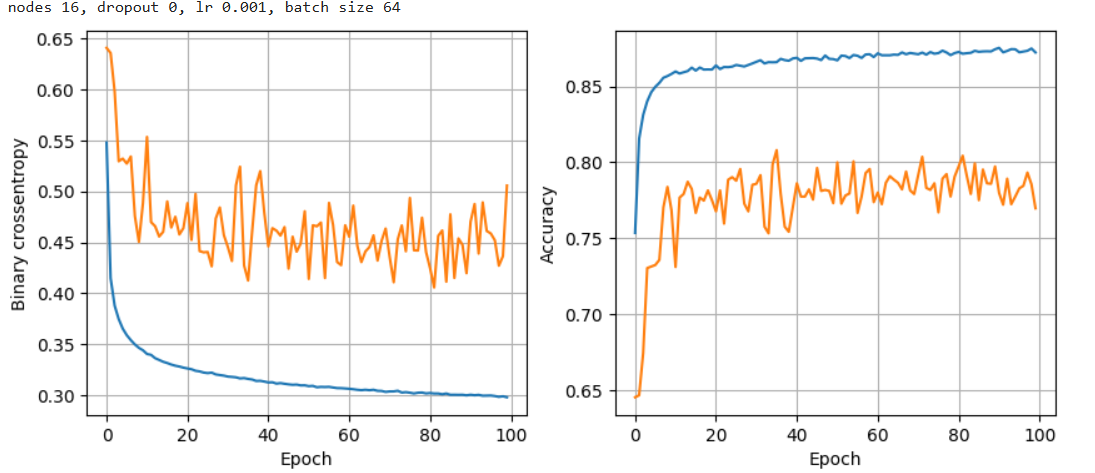 nodes 16, dropout 0, lr 0.001, batch size 64
0.65
0.60
0.55
0.50
0.45
0.40
0.35
0.30
Binary crossentropy
0 20 40 60 80 100
Epoch
0.85
0.80
0.75
0.70
0.65
Accuracy
0 20 40 60 80 100
Epoch